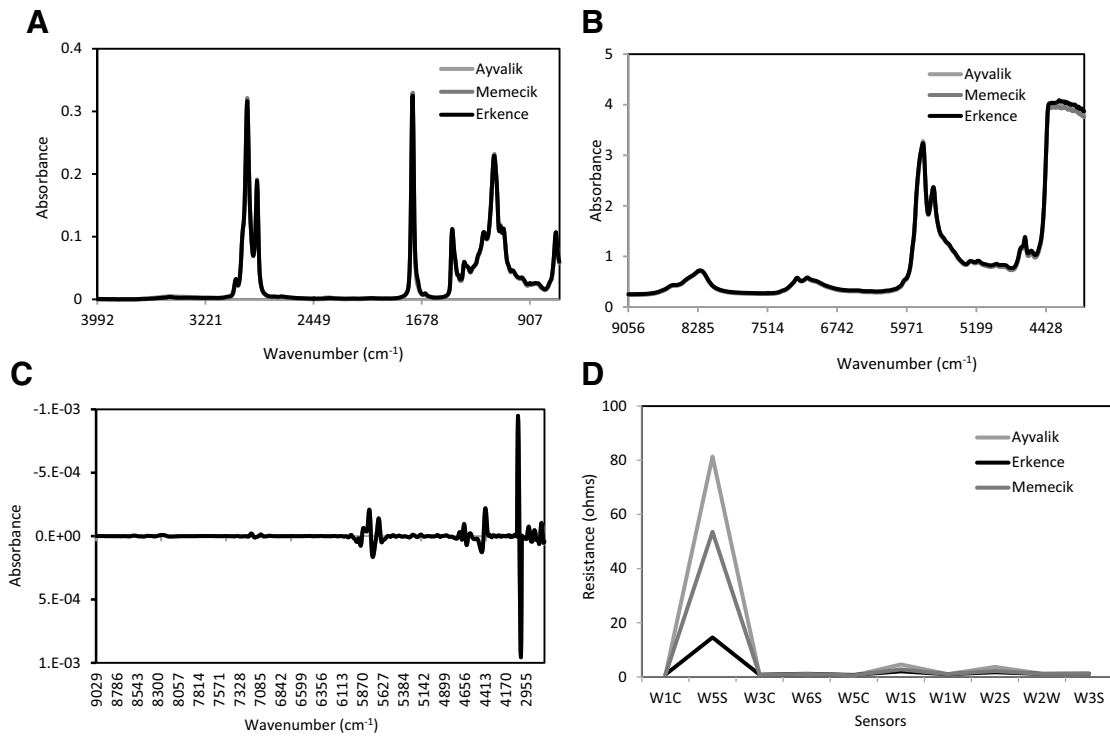 A
0.4
0.3
0.2
0.1
0
Absorbance
Ayvalik
Memecik
Erkence
3992 3221 2449 1678 907
Wavenumber (cm-1)
B
5
4
3
2
1
0
Absorbance
Ayvalik
Memecik
Erkence
9056 8285 7514 6742 5971 5199 4428
Wavenumber (cm-1)
C
-1.E-03
-5.E-04
0.E+00
5.E-04
1.E-03
Absorbance
9029 8786 8543 8300 8057 7814 7571 7328 7085 6842 6599 6356 6113 5870 5627 5384 5142 4899 4656 4413 4170 2955
Wavenumber (cm-1)
D
100
80
60
40
20
0
Resistance (ohms)
Ayvalik
Erkence
Memecik
W1C W5S W3C W6S W5C W1S W1W W2S W2W W3S
Sensors